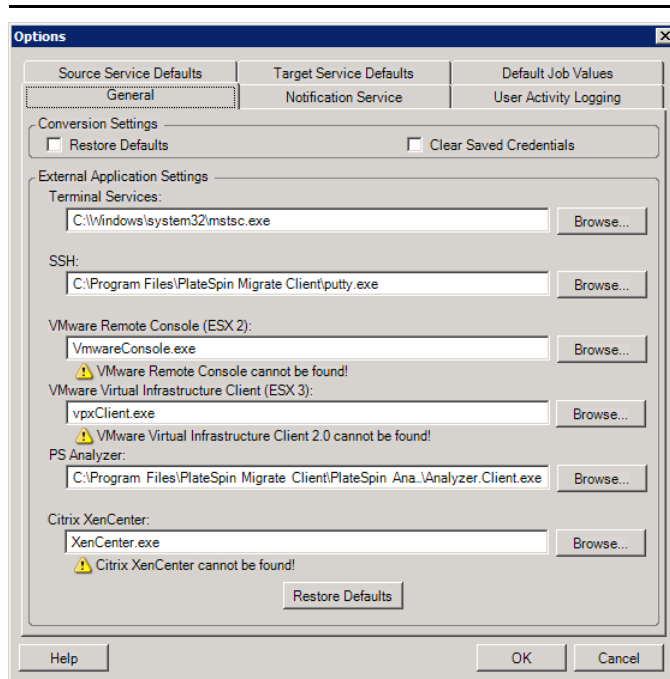 Options
Source Service Defaults
Target Service Defaults
Default Job Values
General
Notification Service
User Activity Logging
Conversion Settings
Restore Defaults
Clear Saved Credentials
External Application Settings
Terminal Services:
C:\Windows\system32\mstsc.exe
Browse...
SSH:
C:\Program Files\PlateSpin Migrate Client\putty.exe
Browse...
VMware Remote Console (ESX 2):
VmwareConsole.exe
Browse...
VMware Remote Console cannot be found!
VMware Virtual Infrastructure Client (ESX 3):
vpxClient.exe
Browse...
VMware Virtual Infrastructure Client 2.0 cannot be found!
PS Analyzer:
C:\Program Files\PlateSpin Migrate Client\PlateSpin Ana..\Analyzer.Client.exe
Browse...
Citrix XenCenter:
XenCenter.exe
Browse...
Citrix XenCenter cannot be found!
Restore Defaults
Help
OK
Cancel